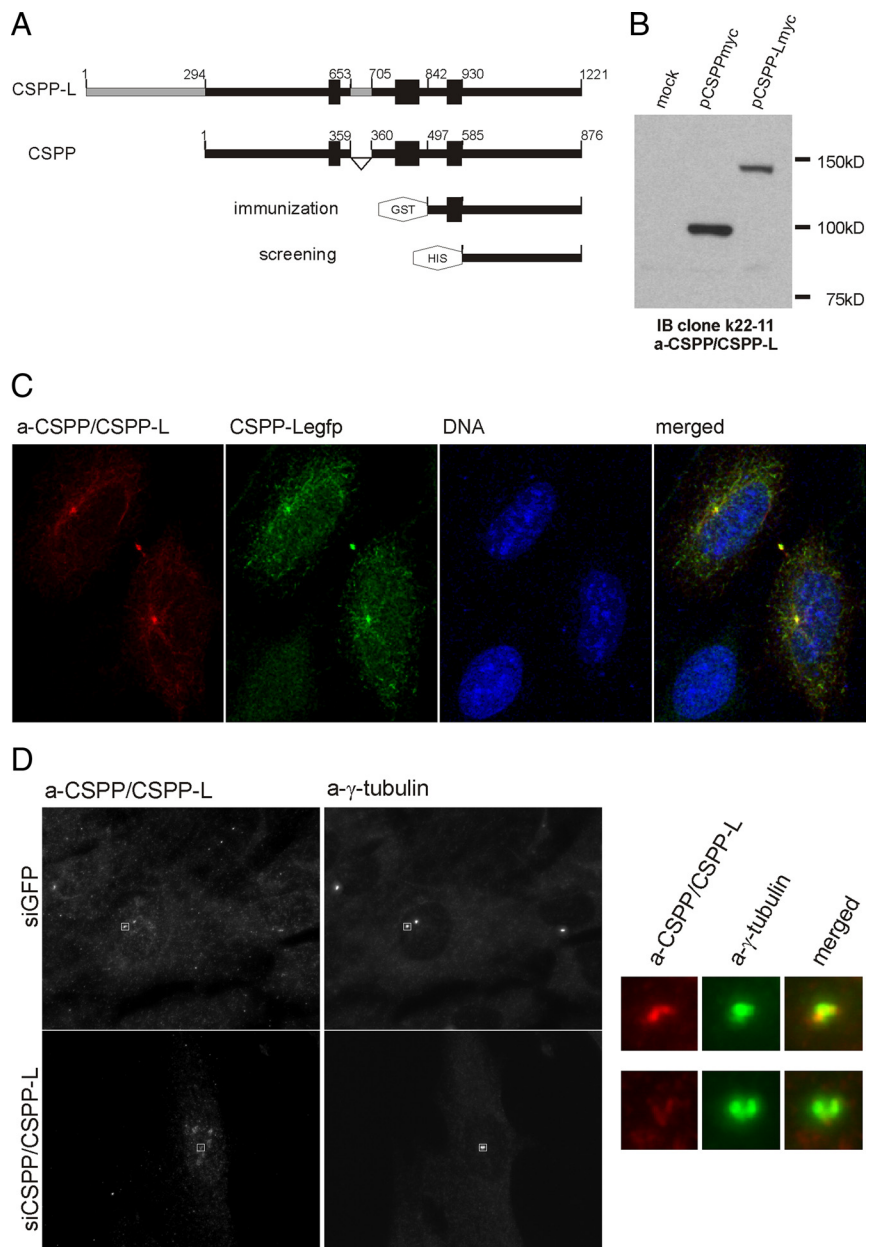 A
1 294 653 705 842 930 1221
CSPP-L
1 359 360 497 585 876
CSPP
immunization GST
screening HIS
B
mock pCSPPmyc pCSPP-Lmyc
150kD
100kD
75kD
IB clone k22-11
a-CSPP/CSPP-L
C
a-CSPP/CSPP-L CSPP-Legfp DNA merged
D
a-CSPP/CSPP-L a-γ-tubulin
siGFP
siCSPP/CSPP-L
a-CSPP/CSPP-L a-γ-tubulin merged